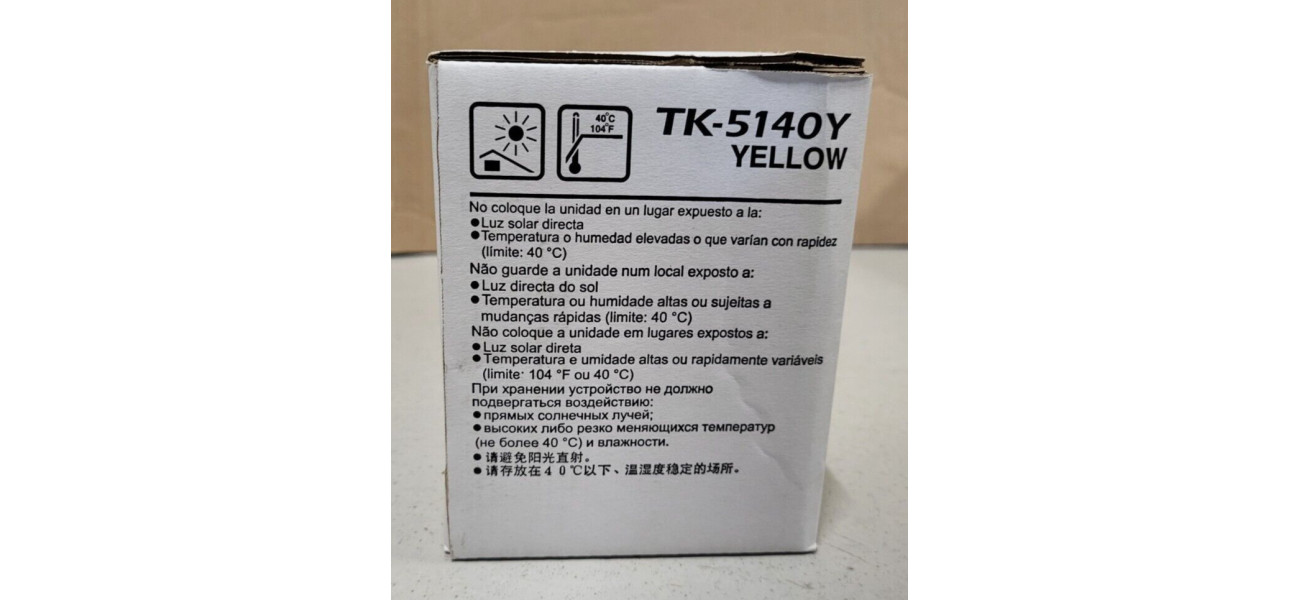 40°C
104°F
TK-5140Y
YELLOW
No coloque la unidad en un lugar expuesto a la:
●Luz solar directa
●Temperatura o humedad elevadas o que varían con rapidez
(límite: 40 °C)
Não guarde a unidade num local exposto a:
●Luz directa do sol
●Temperatura ou humidade altas ou sujeitas a
mudanças rápidas (limite: 40 °C)
Não coloque a unidade em lugares expostos a:
●Luz solar direta
●Temperatura e umidade altas ou rapidamente variáveis
(limite: 104 °F ou 40 °C)
При хранении устройство не должно
подвергаться воздействию:
●прямых солнечных лучей;
●высоких либо резко меняющихся температур
(не более 40 °C) и влажности.
●请避免阳光直射。
●请存放在40℃以下、温湿度稳定的场所。